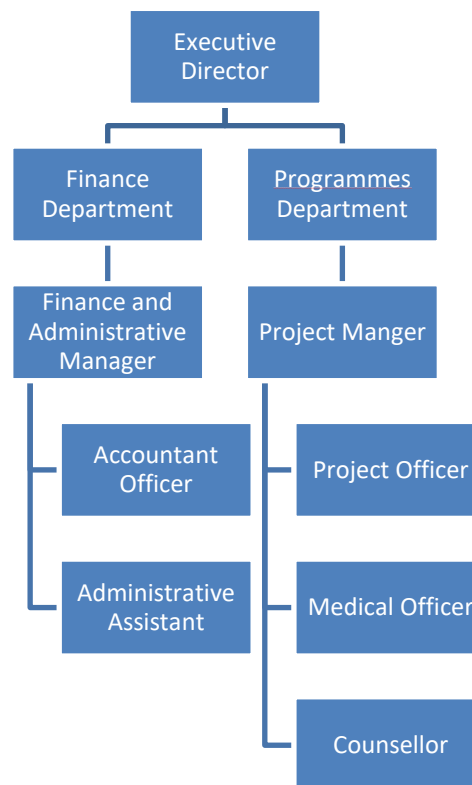 Executive
Director
Finance
Department
Programmes
Department
Finance and
Administrative
Manager
Project Manger
Accountant
Officer
Project Officer
Administrative
Assistant
Medical Officer
Counsellor